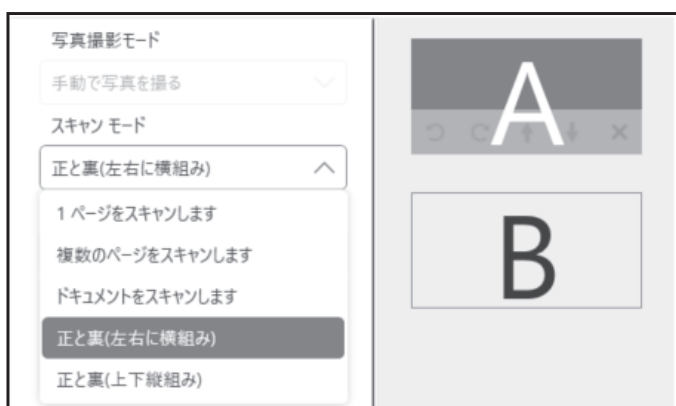 写真撮影モード
手動で写真を撮る
スキャン モード
正と裏(左右に横組み)
1 ページをスキャンします
複数のページをスキャンします
ドキュメントをスキャンします
正と裏(左右に横組み)
正と裏(上下縦組み)
A
B